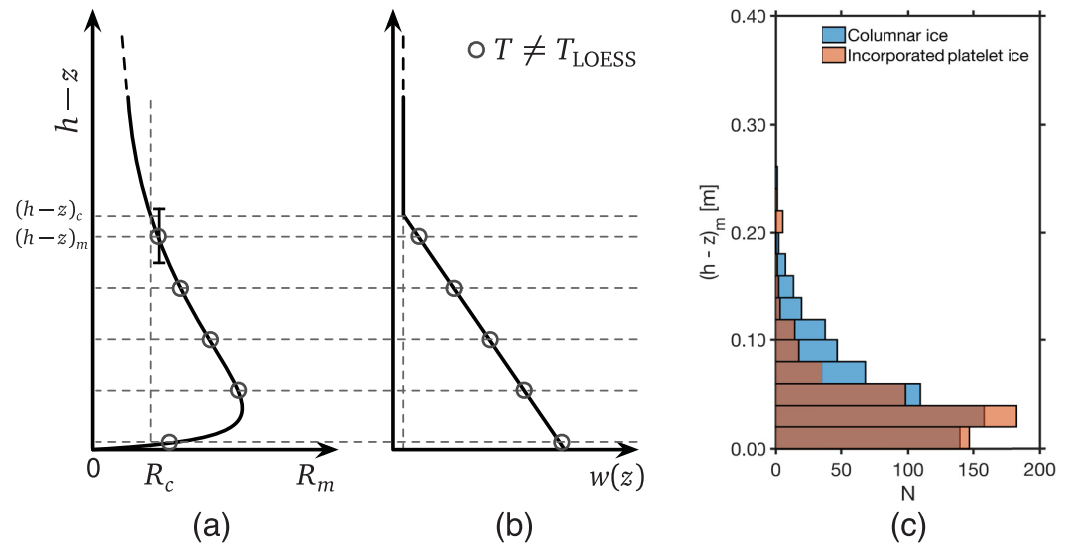 h − z
(h − z)c
(h − z)m
0
Rc
Rm
(a)
T ≠ TLOESS
w(z)
(b)
Columnar ice
Incorporated platelet ice
(h - z)m [m]
0.40
0.30
0.20
0.10
0.00
0 50 100 150 200
N
(c)